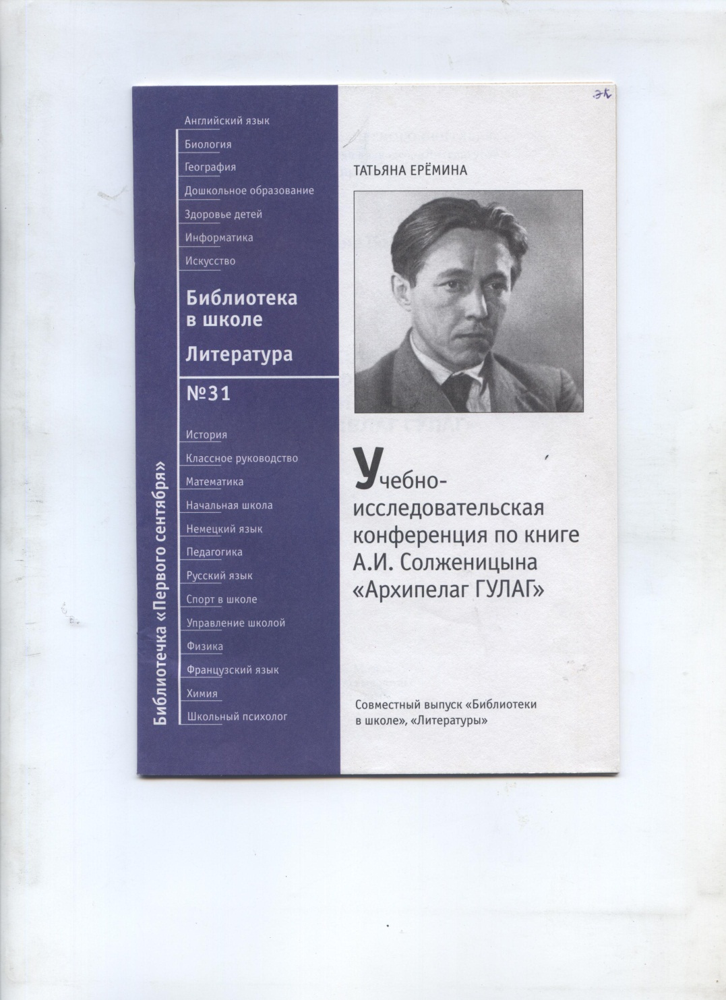 Английский язык
Биология
География
Дошкольное образование
Здоровье детей
Информатика
Искусство
Библиотека
в школе
Литература
№31
История
Классное руководство
Математика
Начальная школа
Немецкий язык
Педагогика
Русский язык
Спорт в школе
Управление школой
Физика
Французский язык
Химия
Школьный психолог
Библиотечка «Первого сентября»
ТАТЬЯНА ЕРЁМИНА
Учебно-
исследовательская
конференция по книге
А.И. Солженицына
«Архипелаг ГУЛАГ»
Совместный выпуск «Библиотеки
в школе», «Литературы»